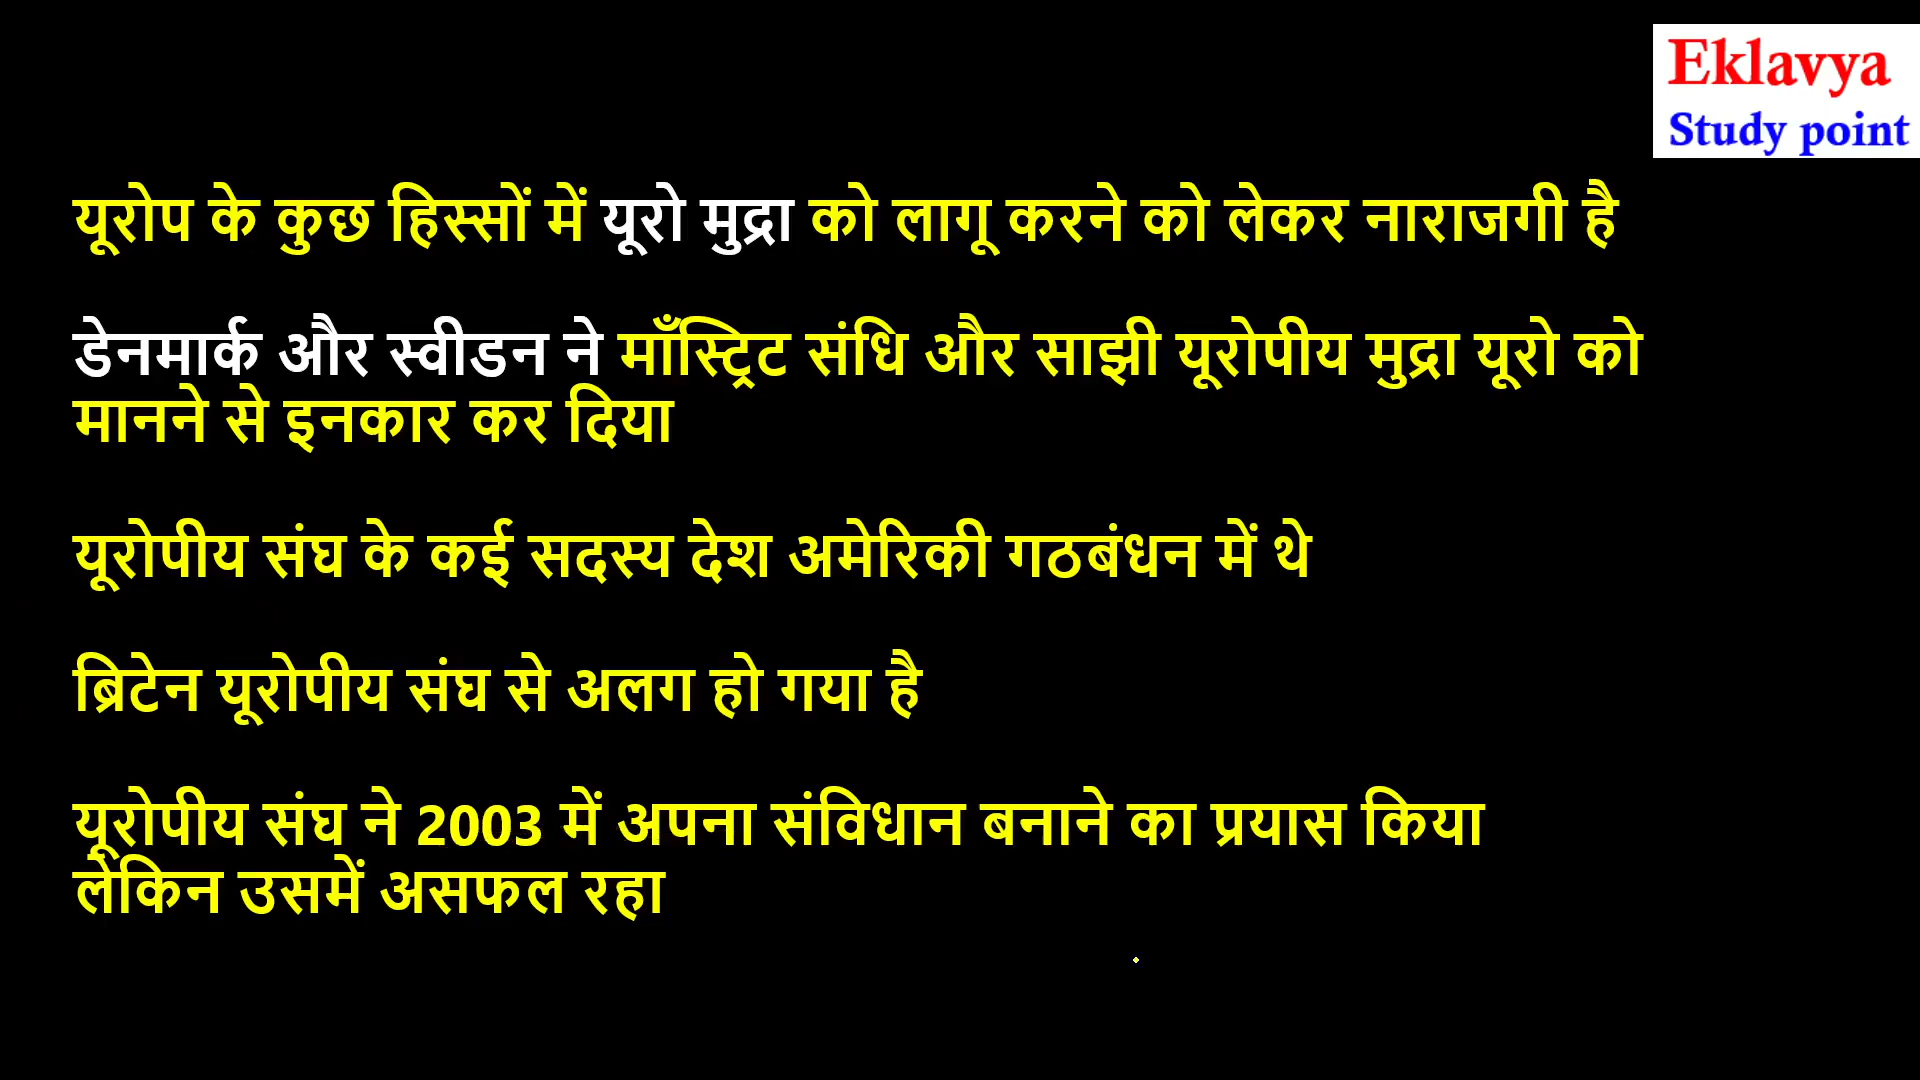 Eklavya
Study point
यूरोप के कुछ हिस्सों में यूरो मुद्रा को लागू करने को लेकर नाराजगी है
डेनमार्क और स्वीडन ने माँस्ट्रिट संधि और साझी यूरोपीय मुद्रा यूरो को
मानने से इनकार कर दिया
यूरोपीय संघ के कई सदस्य देश अमेरिकी गठबंधन में थे
ब्रिटेन यूरोपीय संघ से अलग हो गया है
यूरोपीय संघ ने 2003 में अपना संविधान बनाने का प्रयास किया
लेकिन उसमें असफल रहा